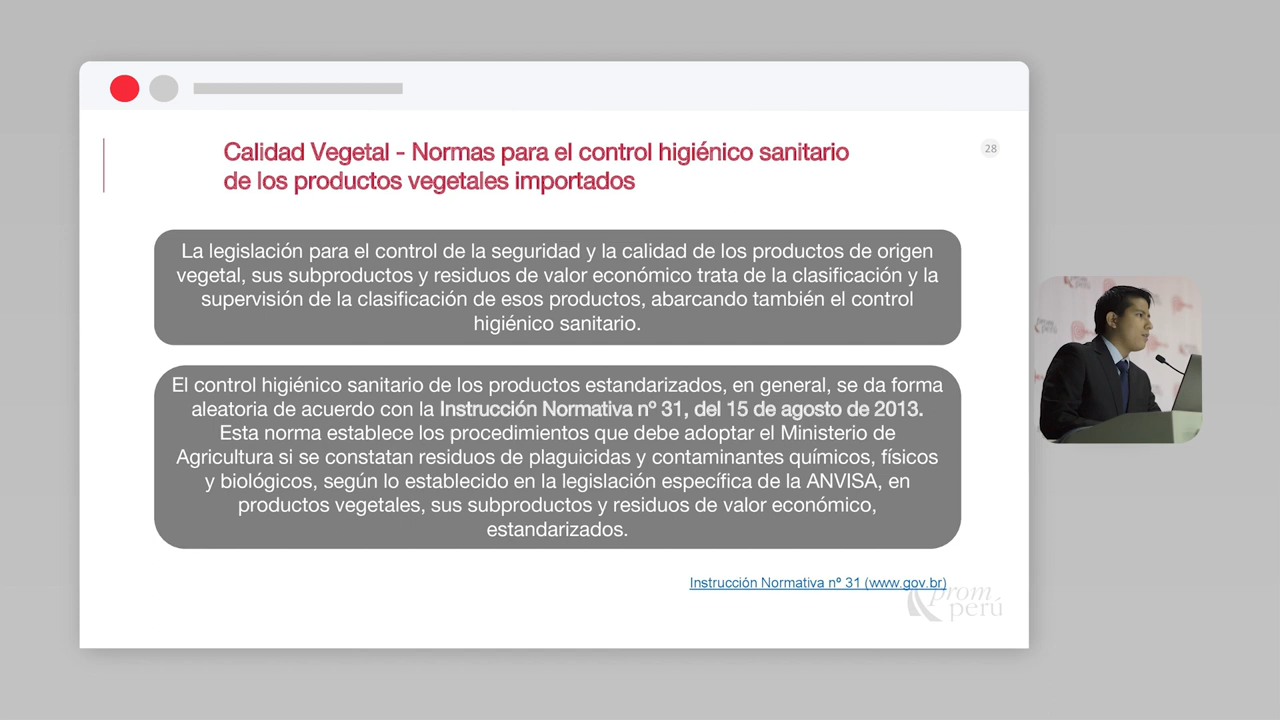 Calidad Vegetal - Normas para el control higiénico sanitario
de los productos vegetales importados
28
La legislación para el control de la seguridad y la calidad de los productos de origen
vegetal, sus subproductos y residuos de valor económico trata de la clasificación y la
supervisión de la clasificación de esos productos, abarcando también el control
higiénico sanitario.
El control higiénico sanitario de los productos estandarizados, en general, se da forma
aleatoria de acuerdo con la Instrucción Normativa nº 31, del 15 de agosto de 2013.
Esta norma establece los procedimientos que debe adoptar el Ministerio de
Agricultura si se constatan residuos de plaguicidas y contaminantes químicos, físicos
y biológicos, según lo establecido en la legislación específica de la ANVISA, en
productos vegetales, sus subproductos y residuos de valor económico,
estandarizados.
Instrucción Normativa nº 31 (www.gov.br)
prom
perú